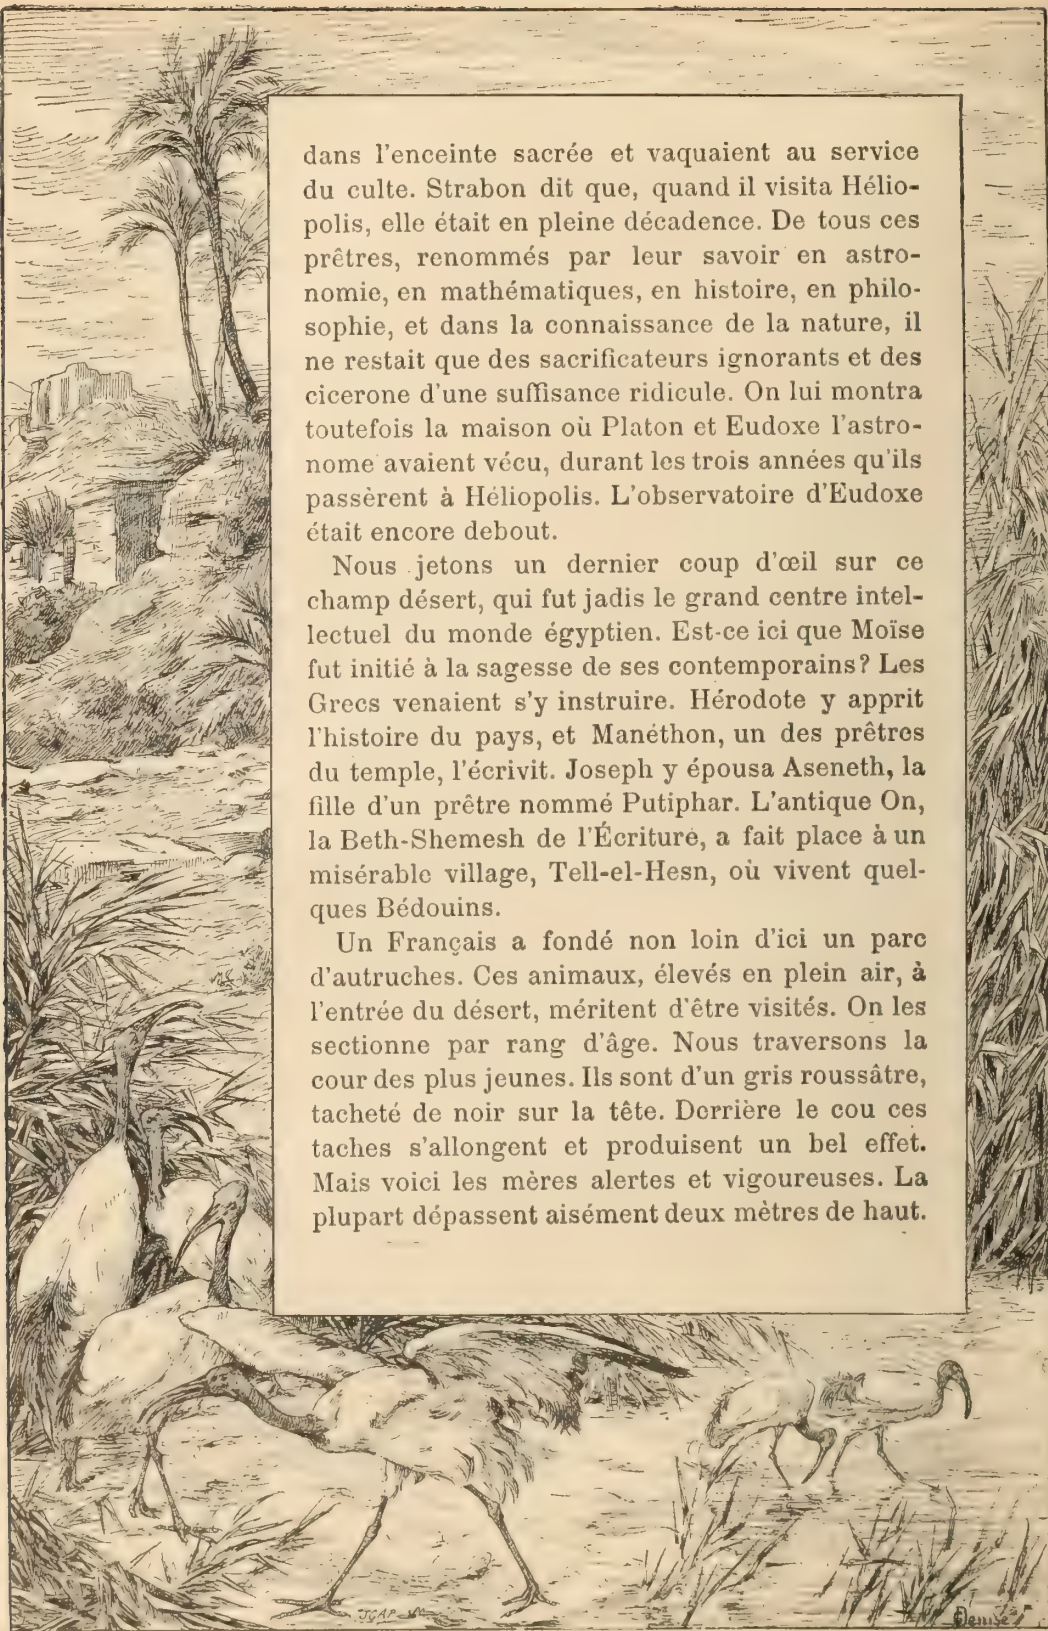 dans l'enceinte sacrée et vaquaient au service
du culte. Strabon dit que, quand il visita Hélio-
polis, elle était en pleine décadence. De tous ces
prêtres, renommés par leur savoir en astro-
nomie, en mathématiques, en histoire, en philo-
sophie, et dans la connaissance de la nature, il
ne restait que des sacrificateurs ignorants et des
cicerone d'une suffisance ridicule. On lui montra
toutefois la maison où Platon et Eudoxe l'astro-
nome avaient vécu, durant les trois années qu'ils
passèrent à Héliopolis. L'observatoire d'Eudoxe
était encore debout.
Nous jetons un dernier coup d'œil sur ce
champ désert, qui fut jadis le grand centre intel-
lectuel du monde égyptien. Est-ce ici que Moïse
fut initié à la sagesse de ses contemporains? Les
Grecs venaient s'y instruire. Hérodote y apprit
l'histoire du pays, et Manéthon, un des prêtres
du temple, l'écrivit. Joseph y épousa Aseneth, la
fille d'un prêtre nommé Putiphar. L'antique On,
la Beth-Shemesh de l'Écriture, a fait place à un
misérable village, Tell-el-Hesn, où vivent quel-
ques Bédouins.
Un Français a fondé non loin d'ici un parc
d'autruches. Ces animaux, élevés en plein air, à
l'entrée du désert, méritent d'être visités. On les
sectionne par rang d'âge. Nous traversons la
cour des plus jeunes. Ils sont d'un gris roussâtre,
tacheté de noir sur la tête. Derrière le cou ces
taches s'allongent et produisent un bel effet.
Mais voici les mères alertes et vigoureuses. La
plupart dépassent aisément deux mètres de haut.